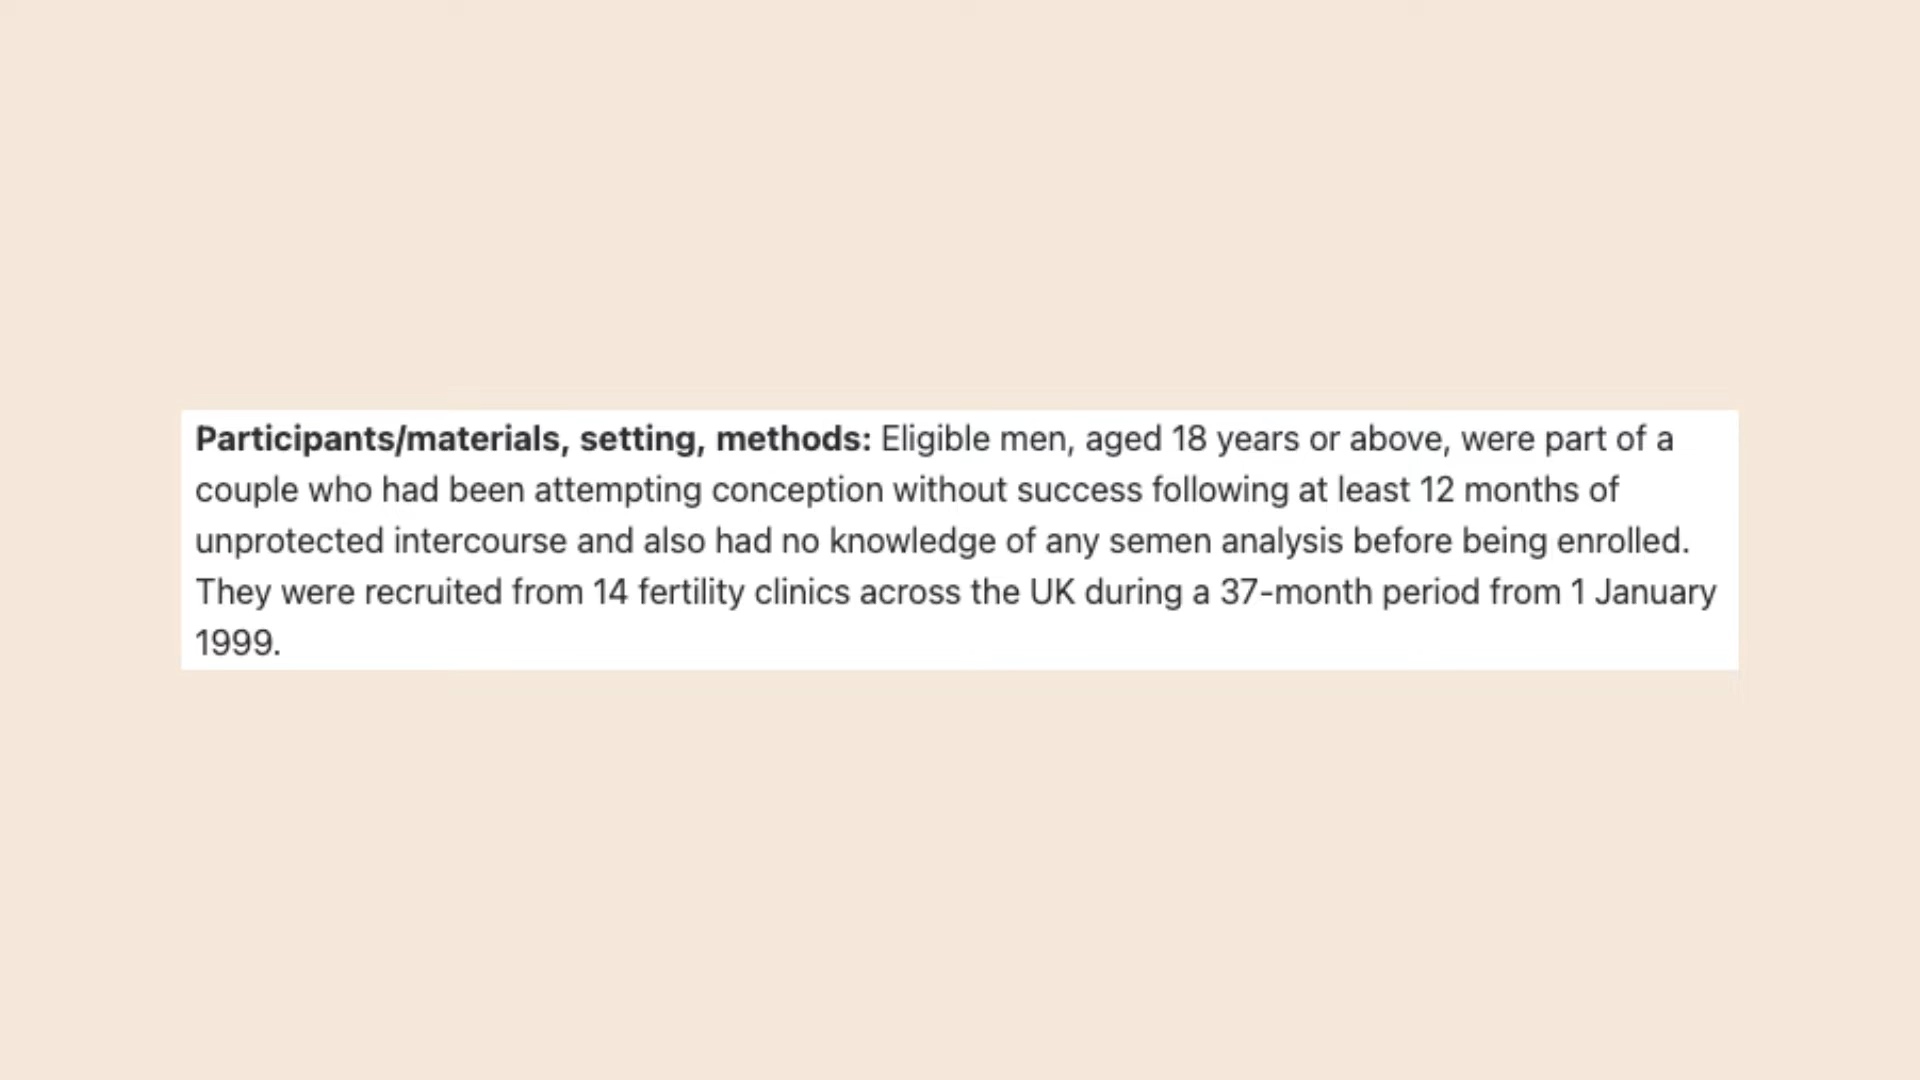 Participants/materials, setting, methods: Eligible men, aged 18 years or above, were part of a
couple who had been attempting conception without success following at least 12 months of
unprotected intercourse and also had no knowledge of any semen analysis before being enrolled.
They were recruited from 14 fertility clinics across the UK during a 37-month period from 1 January
1999.